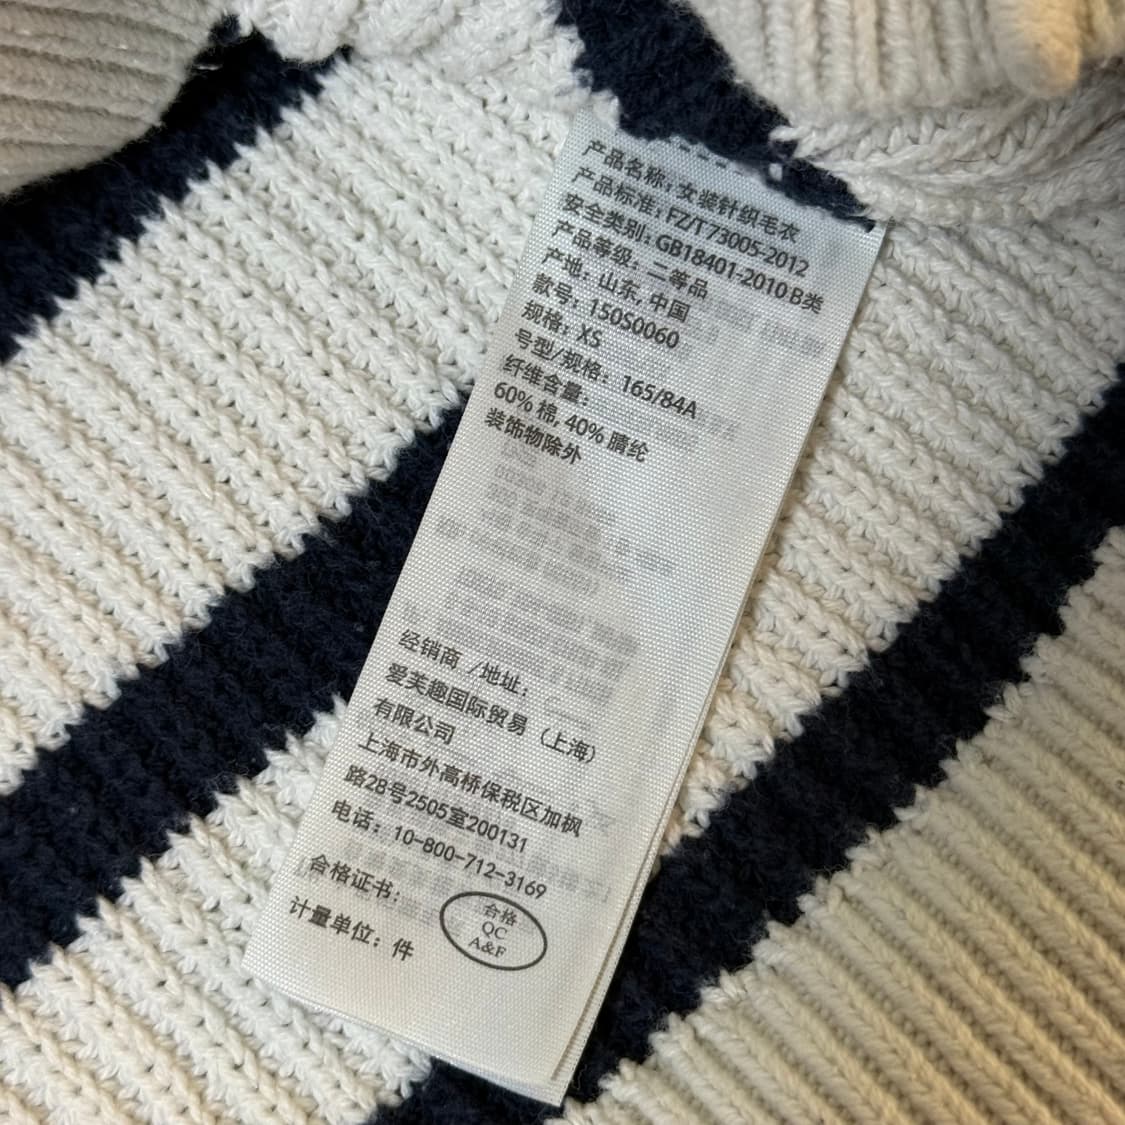 产品名称: 女装针织毛衣
产品标准: FZ/T 73005-2012
安全类别: GB18401-2010 B类
产品等级: 二等品
产地: 山东, 中国
款号: 150S0060
规格: XS
号型/规格: 165/84A
纤维含量:
60% 棉, 40% 腈纶
装饰物除外
经销商 /地址:
爱芙趣国际贸易 (上海)
有限公司
上海市外高桥保税区加枫
路28号2505室200131
电话: 10-800-712-3169
合格证书:
合格
QC
A&F
计量单位: 件